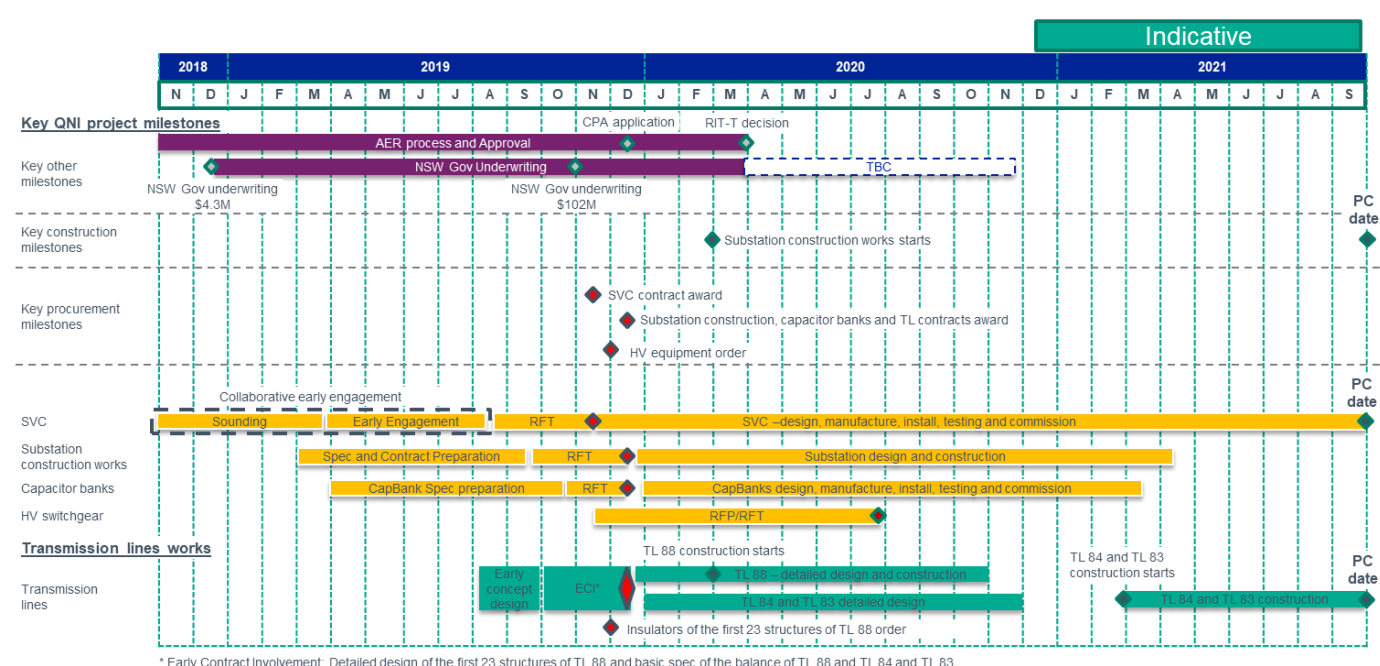 Indicative
2018 2019 2020 2021
N D J F M A M J J A S O N D J F M A M J J A S O N D J F M A M J J A S
Key QNI project milestones
CPA application RIT-T decision
AER process and Approval
Key other
milestones
NSW Gov Underwriting
TBC
NSW Gov underwriting
$4.3M
NSW Gov underwriting
$102M
PC
date
Key construction
milestones
Substation construction works starts
SVC contract award
Key procurement
milestones
Substation construction, capacitor banks and TL contracts award
HV equipment order
Collaborative early engagement
PC
date
SVC
Sounding
Early Engagement
RFT
SVC –design, manufacture, install, testing and commission
Substation
construction works
Spec and Contract Preparation
RFT
Substation design and construction
Capacitor banks
CapBank Spec preparation
RFT
CapBanks design, manufacture, install, testing and commission
HV switchgear
RFP/RFT
Transmission lines works
TL 88 construction starts
TL 84 and TL 83
construction starts
PC
date
Transmission
lines
Early
concept
design
ECI*
TL 88 – detailed design and construction
TL 84 and TL 83 detailed design
TL 84 and TL 83 construction
Insulators of the first 23 structures of TL 88 order
* Early Contract Involvement: Detailed design of the first 23 structures of TL 88 and basic spec of the balance of TL 88 and TL 84 and TL 83